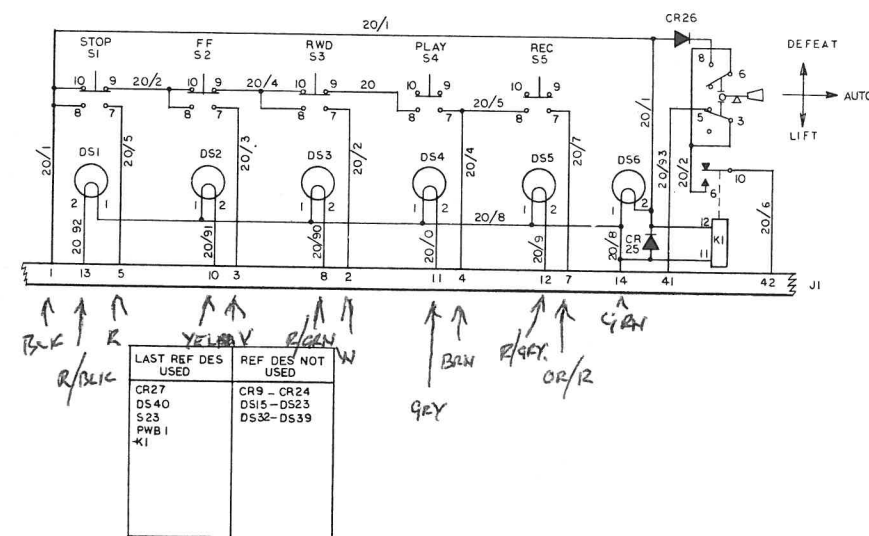 20/1
CR26
STOP FF RWD PLAY REC
S1 S2 S3 S4 S5
DEFEAT
AUTO
LIFT
10 9 20/2 10 9 20/4 10 9 20 10 9 10 9
8 7 8 7 8 7 8 7 20/5 8 7
8 6
5 3
20/1 20/5 20/3 20/2 20/4 20/7 20/1 20/93 20/2
DS1 DS2 DS3 DS4 DS5 DS6
10
6
2 1 1 2 1 2 1 2 1 2 1 2
20/8
20 92 20/91 20/90 20/0 20/9 20/8 20/6
CR
25
12
K1
11
1 13 5 10 3 8 2 11 4 12 7 14 41 42
J1
BLK R R/GRN W BRN R/GRY GRN
R/BLK GRY OR/R
LAST REF DES
USED
REF DES NOT
USED
CR27 CR9 - CR24
DS40 DS15-DS23
S23 DS32-DS39
PWB 1
K1